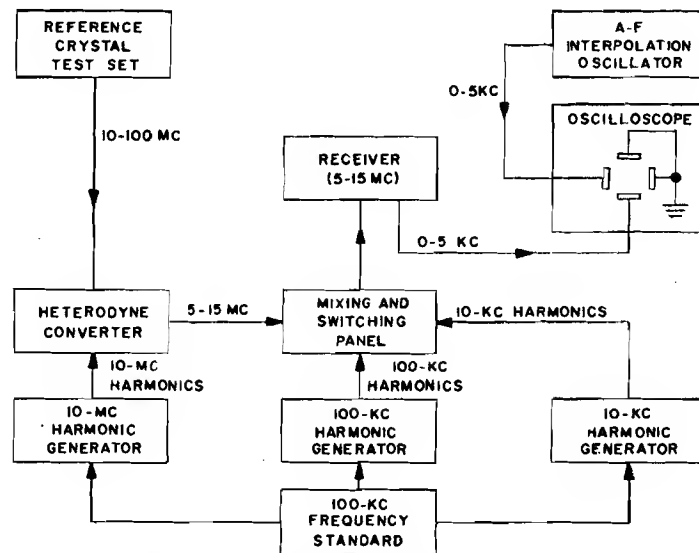 REFERENCE
CRYSTAL
TEST SET
A-F
INTERPOLATION
OSCILLATOR
0-5KC
10-100 MC
OSCILLOSCOPE
RECEIVER
(5-15 MC)
0-5 KC
HETERODYNE
CONVERTER
5-15 MC
MIXING AND
SWITCHING
PANEL
10-KC HARMONICS
10-MC
HARMONICS
100-KC
HARMONICS
10-MC
HARMONIC
GENERATOR
100-KC
HARMONIC
GENERATOR
10-KC
HARMONIC
GENERATOR
100-KC
FREQUENCY
STANDARD